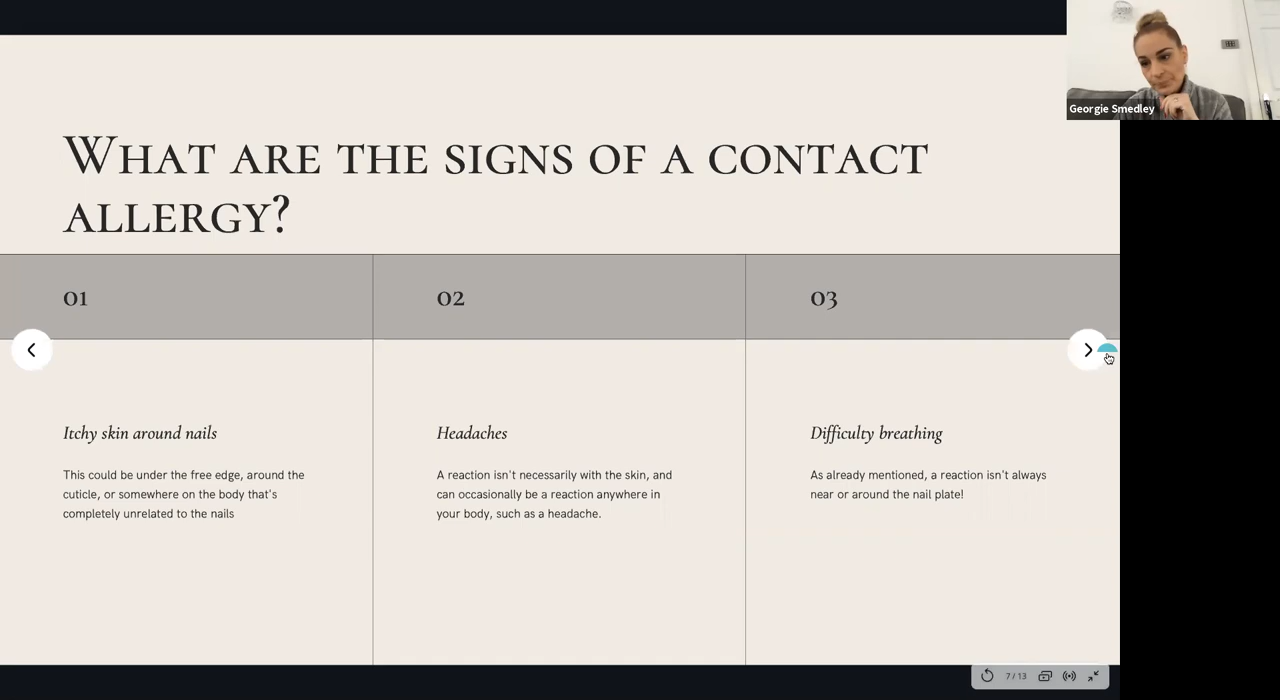 Georgie Smedley
What are the signs of a contact
allergy?
01
02
03
Itchy skin around nails
This could be under the free edge, around the
cuticle, or somewhere on the body that's
completely unrelated to the nails
Headaches
A reaction isn't necessarily with the skin, and
can occasionally be a reaction anywhere in
your body, such as a headache.
Difficulty breathing
As already mentioned, a reaction isn't always
near or around the nail plate!
7 / 13